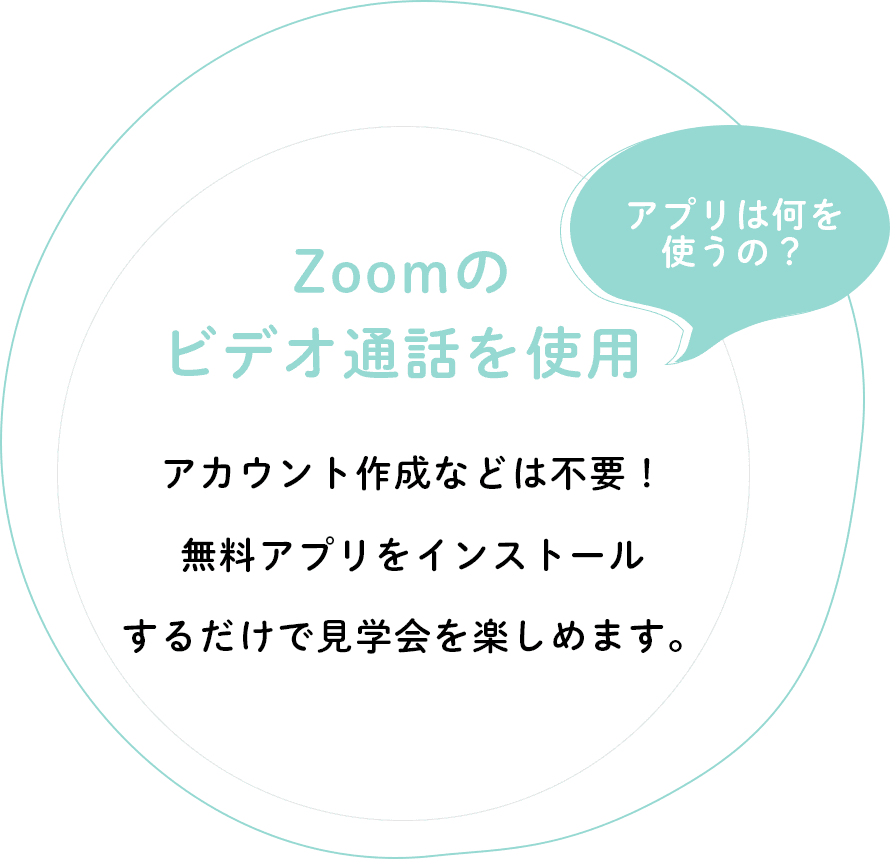 アプリは何を
使うの？
Zoomの
ビデオ通話を使用
アカウント作成などは不要！
無料アプリをインストール
するだけで見学会を楽しめます。